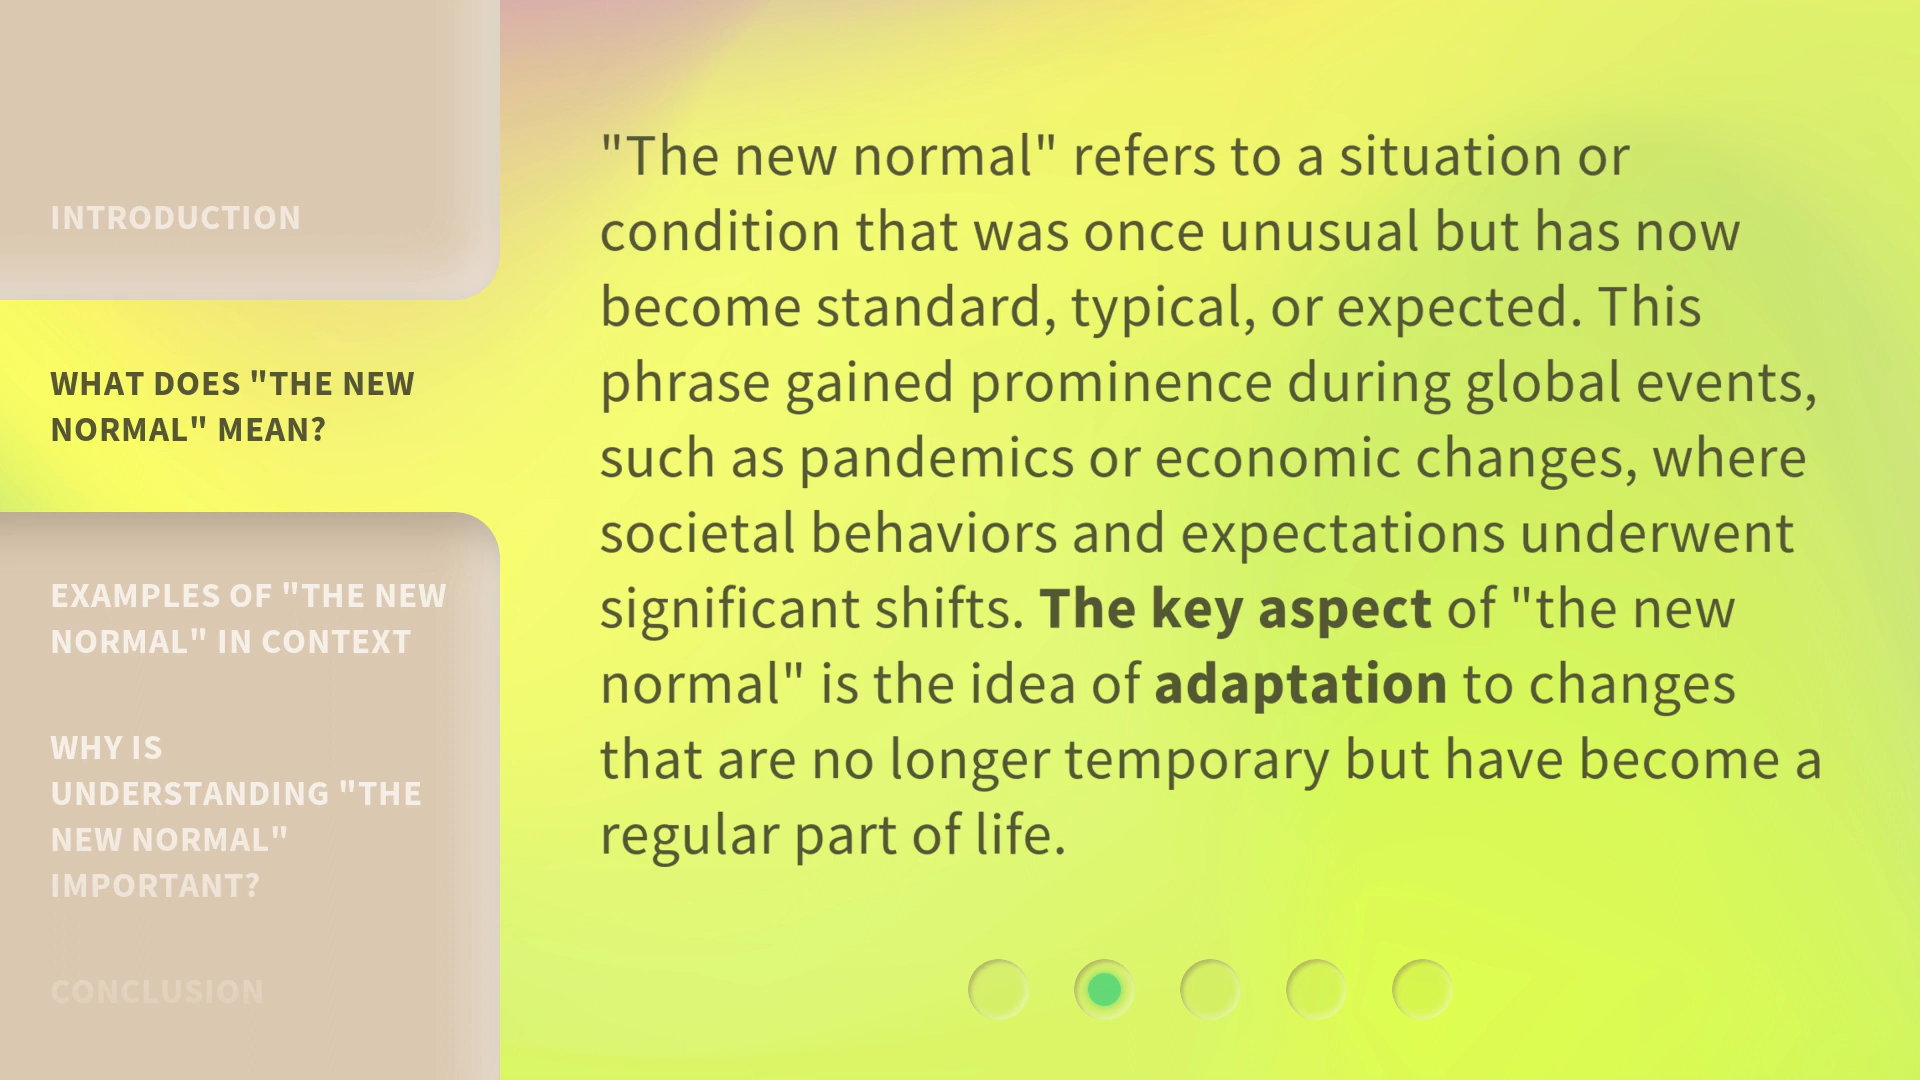 INTRODUCTION
WHAT DOES "THE NEW
NORMAL" MEAN?
EXAMPLES OF "THE NEW
NORMAL" IN CONTEXT
WHY IS
UNDERSTANDING "THE
NEW NORMAL"
IMPORTANT?
CONCLUSION
"The new normal" refers to a situation or
condition that was once unusual but has now
become standard, typical, or expected. This
phrase gained prominence during global events,
such as pandemics or economic changes, where
societal behaviors and expectations underwent
significant shifts. The key aspect of "the new
normal" is the idea of adaptation to changes
that are no longer temporary but have become a
regular part of life.